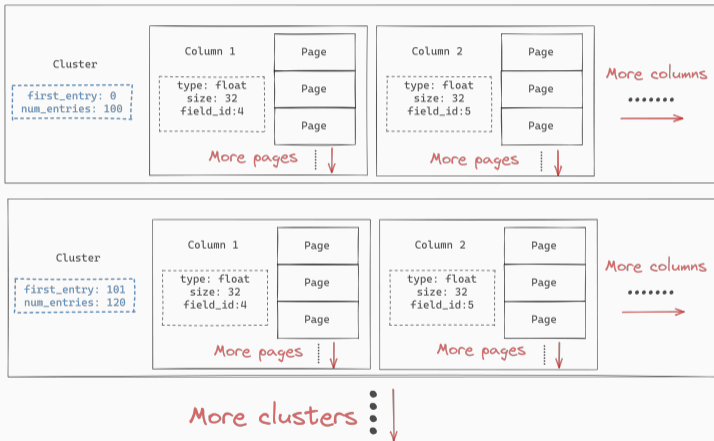 Cluster
first_entry: 0
num_entries: 100
Column 1
type: float
size: 32
field_id:4
Page
Page
Page
More pages
Column 2
type: float
size: 32
field_id:5
Page
Page
Page
More pages
More columns
Cluster
first_entry: 101
num_entries: 120
Column 1
type: float
size: 32
field_id:4
Page
Page
Page
More pages
Column 2
type: float
size: 32
field_id:5
Page
Page
Page
More pages
More columns
More clusters